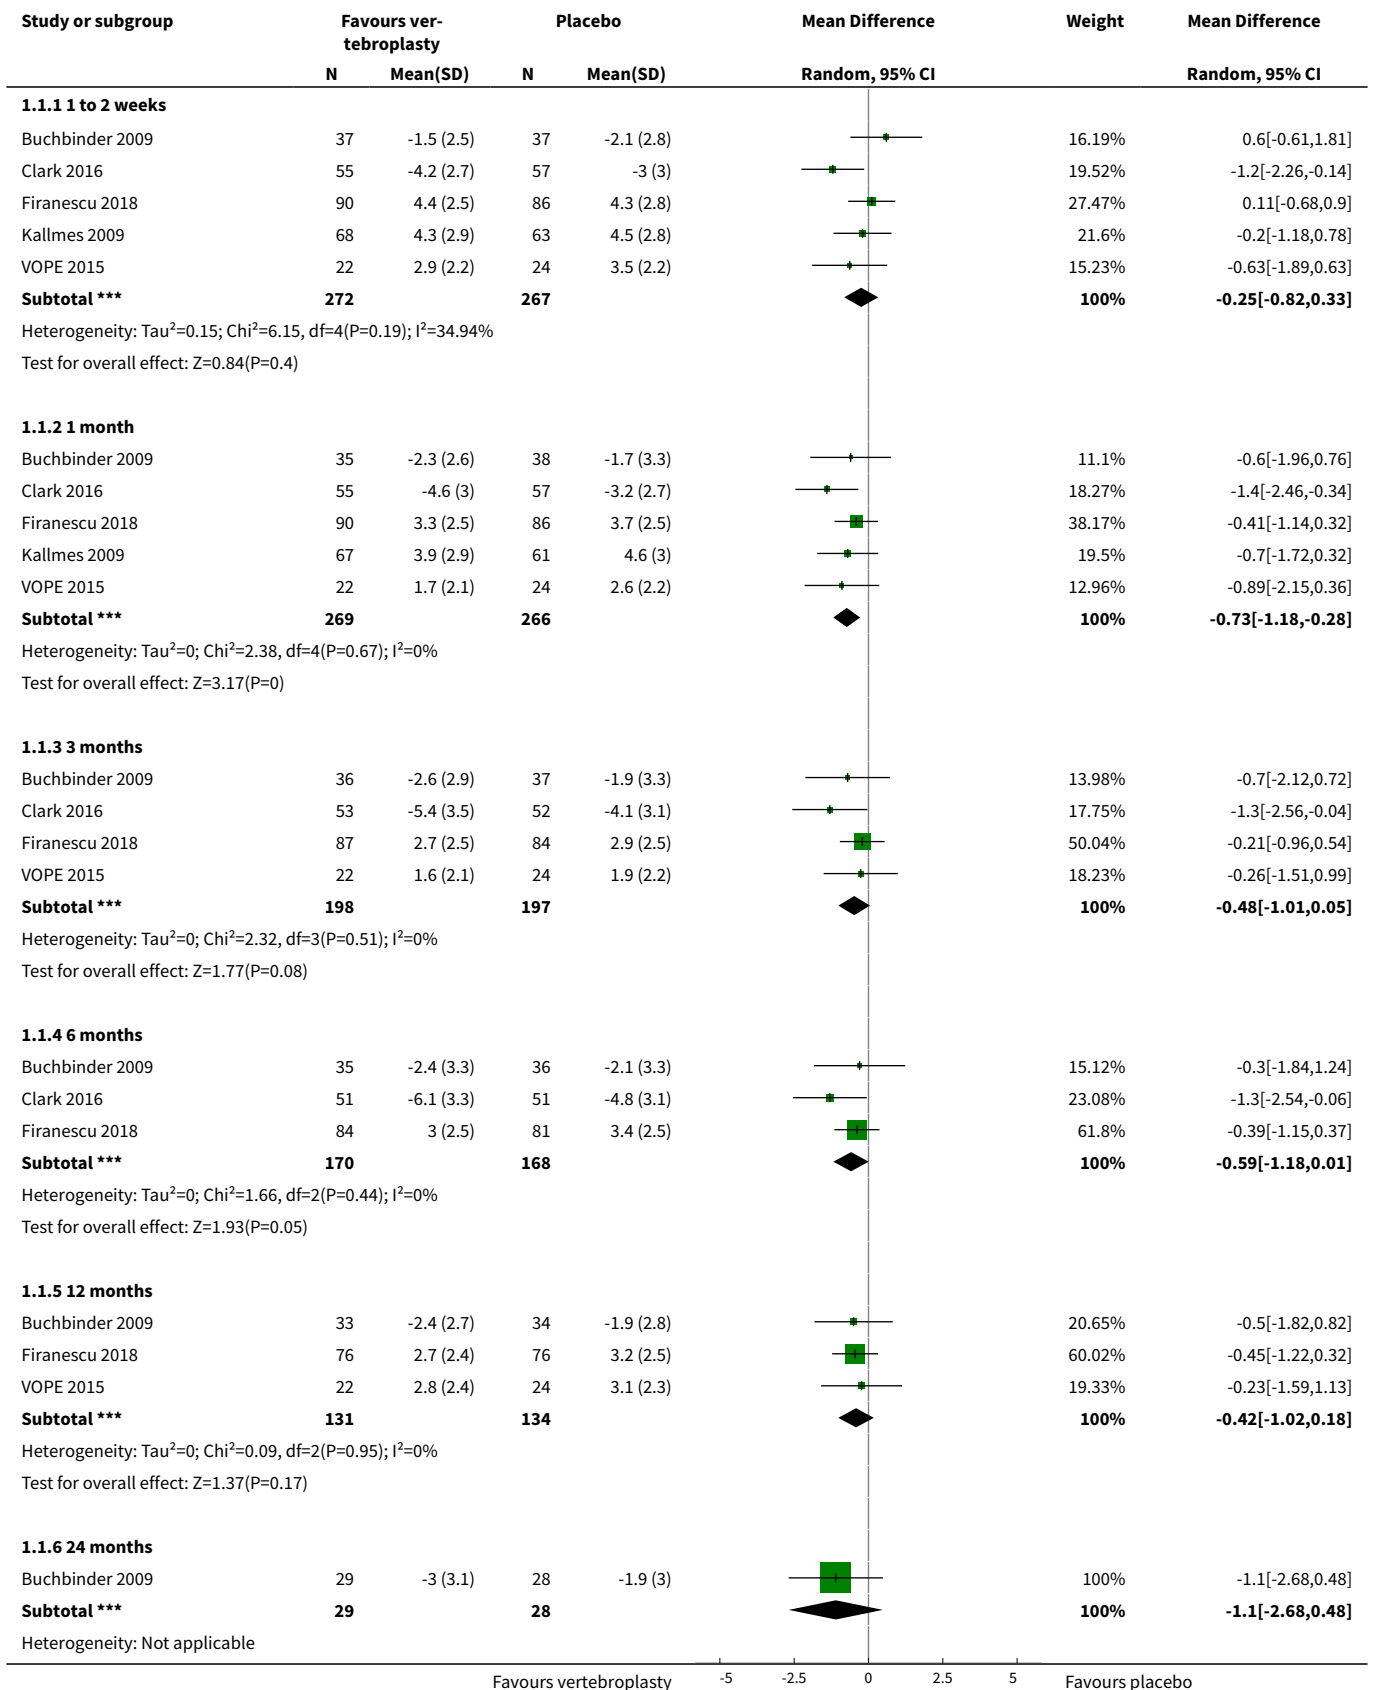 Study or subgroup Favours ver- Placebo Mean Difference Weight Mean Difference
tebroplasty
N Mean(SD) N Mean(SD) Random, 95% CI Random, 95% CI
1.1.1 1 to 2 weeks
Buchbinder 2009 37 -1.5 (2.5) 37 -2.1 (2.8) 16.19% 0.6[-0.61,1.81]
Clark 2016 55 -4.2 (2.7) 57 -3 (3) 19.52% -1.2[-2.26,-0.14]
Firanescu 2018 90 4.4 (2.5) 86 4.3 (2.8) 27.47% 0.11[-0.68,0.9]
Kallmes 2009 68 4.3 (2.9) 63 4.5 (2.8) 21.6% -0.2[-1.18,0.78]
VOPE 2015 22 2.9 (2.2) 24 3.5 (2.2) 15.23% -0.63[-1.89,0.63]
Subtotal *** 272 267 100% -0.25[-0.82,0.33]
Heterogeneity: Tau²=0.15; Chi²=6.15, df=4(P=0.19); I²=34.94%
Test for overall effect: Z=0.84(P=0.4)
1.1.2 1 month
Buchbinder 2009 35 -2.3 (2.6) 38 -1.7 (3.3) 11.1% -0.6[-1.96,0.76]
Clark 2016 55 -4.6 (3) 57 -3.2 (2.7) 18.27% -1.4[-2.46,-0.34]
Firanescu 2018 90 3.3 (2.5) 86 3.7 (2.5) 38.17% -0.41[-1.14,0.32]
Kallmes 2009 67 3.9 (2.9) 61 4.6 (3) 19.5% -0.7[-1.72,0.32]
VOPE 2015 22 1.7 (2.1) 24 2.6 (2.2) 12.96% -0.89[-2.15,0.36]
Subtotal *** 269 266 100% -0.73[-1.18,-0.28]
Heterogeneity: Tau²=0; Chi²=2.38, df=4(P=0.67); I²=0%
Test for overall effect: Z=3.17(P=0)
1.1.3 3 months
Buchbinder 2009 36 -2.6 (2.9) 37 -1.9 (3.3) 13.98% -0.7[-2.12,0.72]
Clark 2016 53 -5.4 (3.5) 52 -4.1 (3.1) 17.75% -1.3[-2.56,-0.04]
Firanescu 2018 87 2.7 (2.5) 84 2.9 (2.5) 50.04% -0.21[-0.96,0.54]
VOPE 2015 22 1.6 (2.1) 24 1.9 (2.2) 18.23% -0.26[-1.51,0.99]
Subtotal *** 198 197 100% -0.48[-1.01,0.05]
Heterogeneity: Tau²=0; Chi²=2.32, df=3(P=0.51); I²=0%
Test for overall effect: Z=1.77(P=0.08)
1.1.4 6 months
Buchbinder 2009 35 -2.4 (3.3) 36 -2.1 (3.3) 15.12% -0.3[-1.84,1.24]
Clark 2016 51 -6.1 (3.3) 51 -4.8 (3.1) 23.08% -1.3[-2.54,-0.06]
Firanescu 2018 84 3 (2.5) 81 3.4 (2.5) 61.8% -0.39[-1.15,0.37]
Subtotal *** 170 168 100% -0.59[-1.18,0.01]
Heterogeneity: Tau²=0; Chi²=1.66, df=2(P=0.44); I²=0%
Test for overall effect: Z=1.93(P=0.05)
1.1.5 12 months
Buchbinder 2009 33 -2.4 (2.7) 34 -1.9 (2.8) 20.65% -0.5[-1.82,0.82]
Firanescu 2018 76 2.7 (2.4) 76 3.2 (2.5) 60.02% -0.45[-1.22,0.32]
VOPE 2015 22 2.8 (2.4) 24 3.1 (2.3) 19.33% -0.23[-1.59,1.13]
Subtotal *** 131 134 100% -0.42[-1.02,0.18]
Heterogeneity: Tau²=0; Chi²=0.09, df=2(P=0.95); I²=0%
Test for overall effect: Z=1.37(P=0.17)
1.1.6 24 months
Buchbinder 2009 29 -3 (3.1) 28 -1.9 (3) 100% -1.1[-2.68,0.48]
Subtotal *** 29 28 100% -1.1[-2.68,0.48]
Heterogeneity: Not applicable
Favours vertebroplasty -5 -2.5 0 2.5 5 Favours placebo